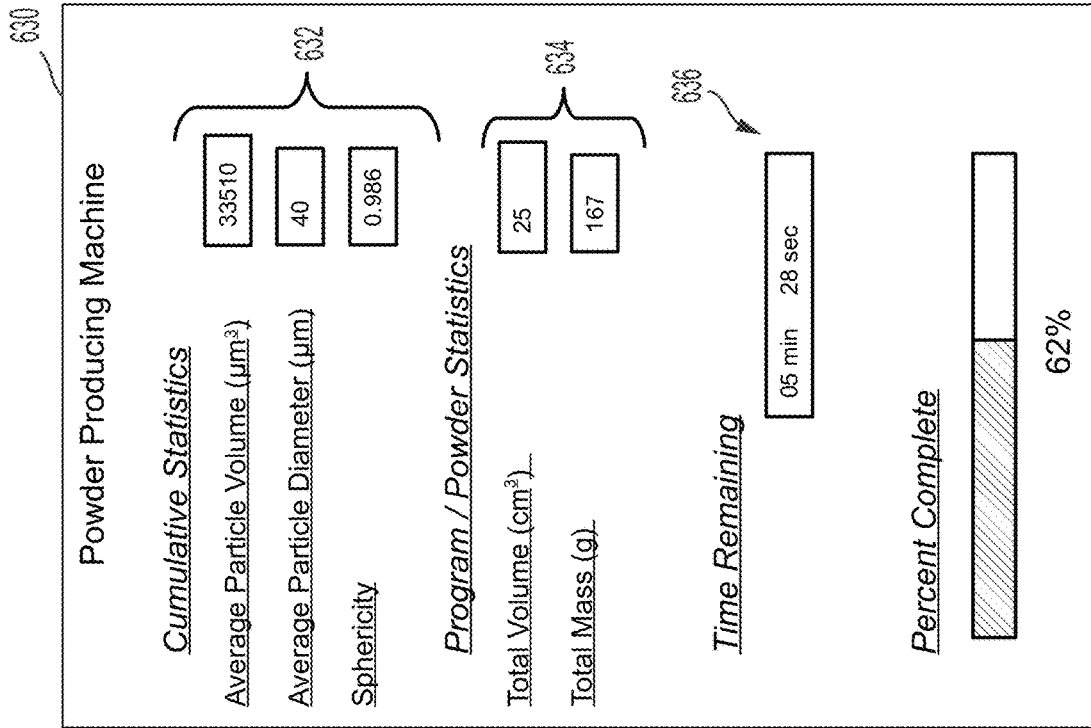 630
Powder Producing Machine
Cumulative Statistics
Average Particle Volume (µm³) 33510
Average Particle Diameter (µm) 40
Sphericity 0.986
632
Program / Powder Statistics
Total Volume (cm³) 25
Total Mass (g) 167
634
Time Remaining
636
05 min 28 sec
Percent Complete
62%